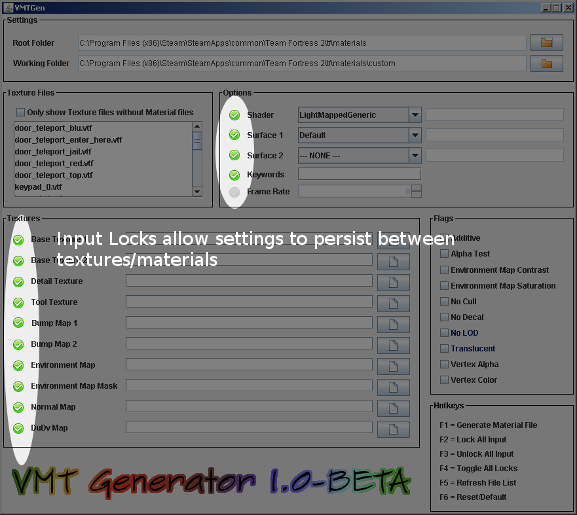 VMTGen
Settings
Root Folder
C:\Program Files (x86)\Steam\SteamApps\common\Team Fortress 2\tf\materials
Working Folder
C:\Program Files (x86)\Steam\SteamApps\common\Team Fortress 2\tf\materials\custom
Texture Files
Only show Texture files without Material files
door_teleport_blu.vtf
door_teleport_enter_here.vtf
door_teleport_jail.vtf
door_teleport_red.vtf
door_teleport_top.vtf
keypad_0.vtf
Options
Shader LightMappedGeneric
Surface 1 Default
Surface 2 --- NONE ---
Keywords
Frame Rate 0
Textures
Input Locks allow settings to persist between
textures/materials
Detail Texture
Tool Texture
Bump Map 1
Bump Map 2
Environment Map
Environment Map Mask
Normal Map
DuDv Map
Flags
Alpha Test
Environment Map Contrast
Environment Map Saturation
No Cull
No Decal
No LOD
Translucent
Vertex Alpha
Vertex Color
Hotkeys
F1 = Generate Material File
F2 = Lock All Input
F3 = Unlock All Input
F4 = Toggle All Locks
F5 = Refresh File List
F6 = Reset/Default
VMT Generator 1.0-BETA